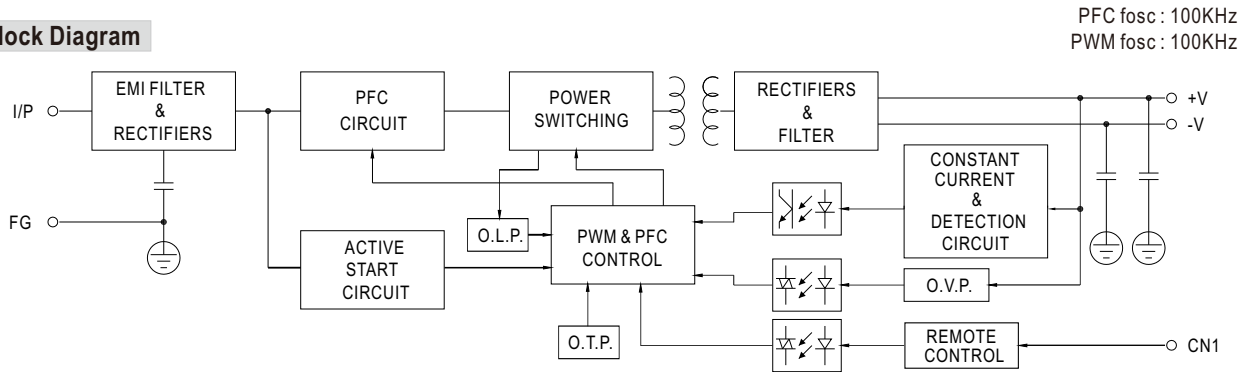 lock Diagram
PFC fosc : 100KHz
PWM fosc : 100KHz
I/P
EMI FILTER
&
RECTIFIERS
PFC
CIRCUIT
POWER
SWITCHING
RECTIFIERS
&
FILTER
+V
-V
FG
ACTIVE
START
CIRCUIT
O.L.P.
PWM & PFC
CONTROL
CONSTANT
CURRENT
&
DETECTION
CIRCUIT
O.V.P.
O.T.P.
REMOTE
CONTROL
CN1